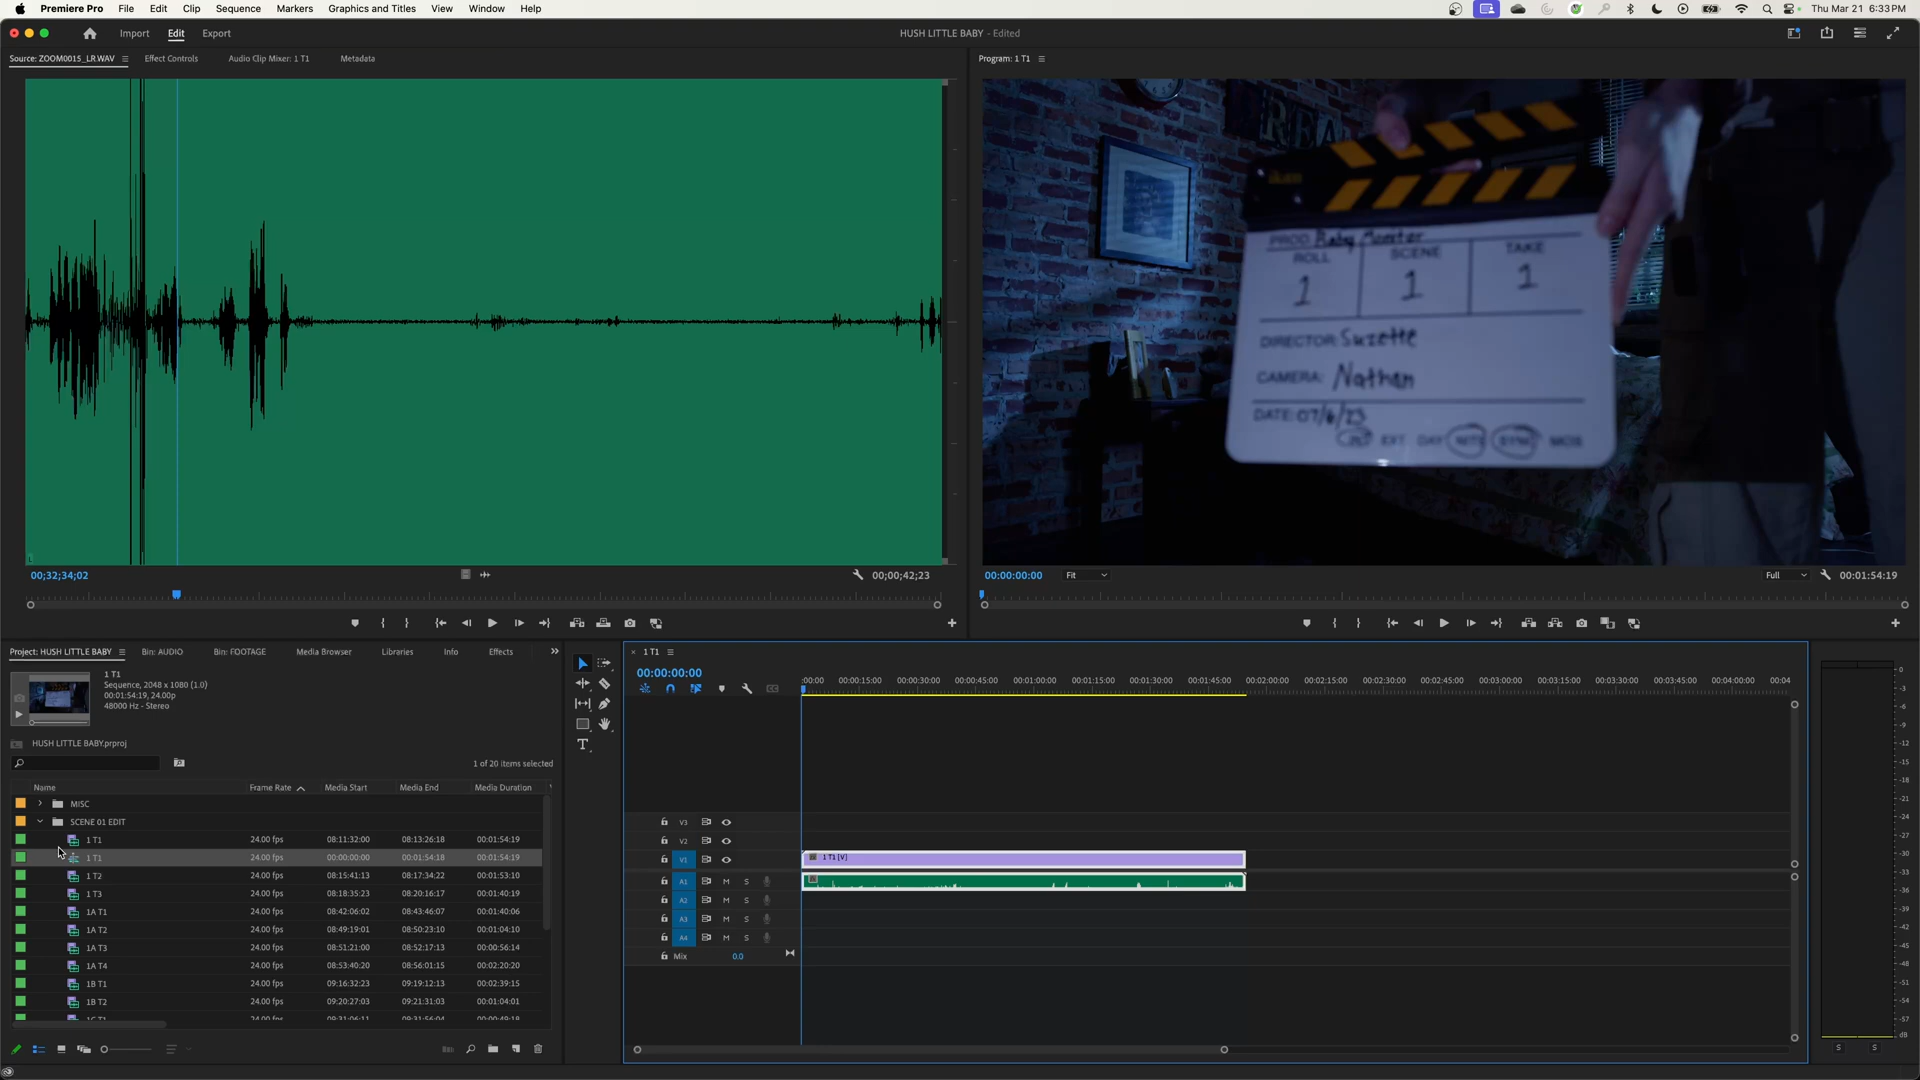 Premiere Pro File Edit Clip Sequence Markers Graphics and Titles View Window Help
Thu Mar 21 6:33 PM
Import Edit Export
HUSH LITTLE BABY - Edited
Source: ZOOM0015_LR.WAV Effect Controls Audio Clip Mixer: 1 T1 Metadata
Program: 1 T1
PROD Baby Monster
ROLL SCENE TAKE
1 1 1
DIRECTOR: Suzette
CAMERA: Nathan
DATE: 07/6/23
INT EXT DAY NITE SYNC MOS
00;32;34;02
00;00;42;23
00:00:00:00 Fit
Full 00:01:54:19
Project: HUSH LITTLE BABY Bin: AUDIO Bin: FOOTAGE Media Browser Libraries Info Effects
1 T1
Sequence, 2048 x 1080 (1.0)
00:01:54:19, 24.00p
48000 Hz - Stereo
HUSH LITTLE BABY.prproj
1 of 20 items selected
Name Frame Rate Media Start Media End Media Duration
MISC
SCENE 01 EDIT
1 T1 24.00 fps 08:11:32:00 08:13:26:18 00:01:54:19
1 T1 24.00 fps 00:00:00:00 00:01:54:18 00:01:54:19
1 T2 24.00 fps 08:15:41:13 08:17:34:22 00:01:53:10
1 T3 24.00 fps 08:18:35:23 08:20:16:17 00:01:40:19
1A T1 24.00 fps 08:42:06:02 08:43:46:07 00:01:40:06
1A T2 24.00 fps 08:49:19:01 08:50:23:10 00:01:04:10
1A T3 24.00 fps 08:51:21:00 08:52:17:13 00:00:56:14
1A T4 24.00 fps 08:53:40:20 08:56:01:15 00:02:20:20
1B T1 24.00 fps 09:16:32:23 09:19:12:13 00:02:39:15
1B T2 24.00 fps 09:20:27:03 09:21:31:03 00:01:04:01
1C T1 24.00 fps 09:31:06:11 09:31:56:04 00:00:49:18
1 T1
00:00:00:00
:00:00 00:00:15:00 00:00:30:00 00:00:45:00 00:01:00:00 00:01:15:00 00:01:30:00 00:01:45:00 00:02:00:00 00:02:15:00 00:02:30:00 00:02:45:00 00:03:00:00 00:03:15:00 00:03:30:00 00:03:45:00 00:04:00:00 00:04
V3
V2
V1 1 T1 [V]
A1 M S
A2 M S
A3 M S
A4 M S
Mix 0.0
0
-3
-6
-9
-12
-15
-18
-21
-24
-27
-30
-33
-36
-39
-42
-45
-48
-51
-54
-57
dB
S S